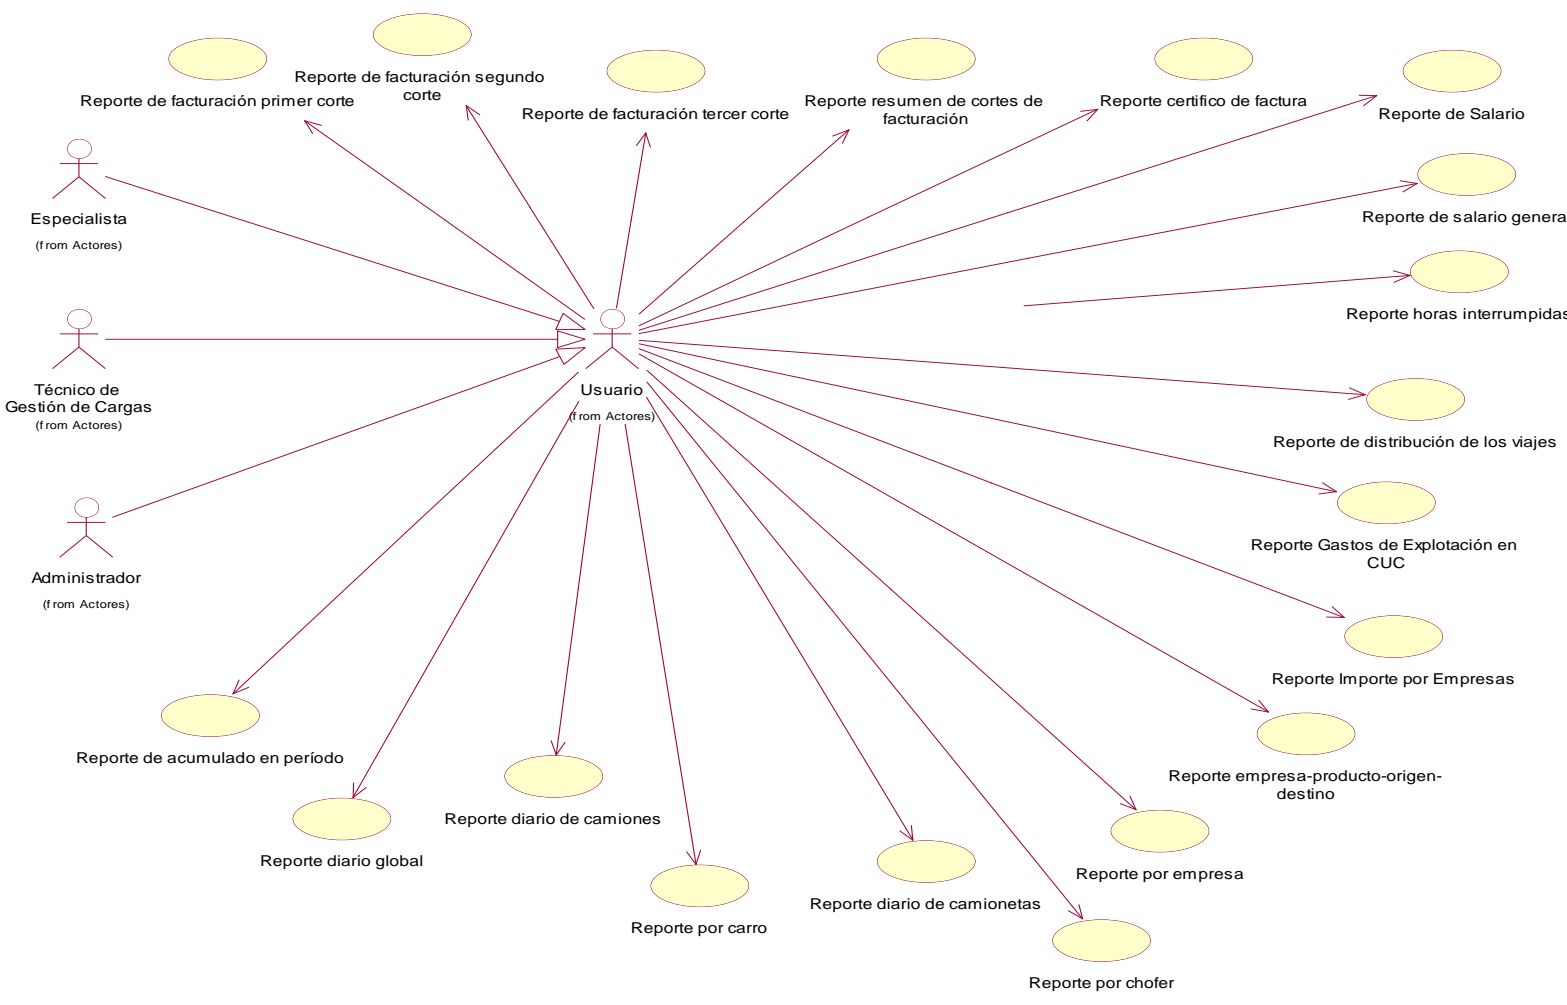 Reporte de facturación primer corte
Reporte de facturación segundo
corte
Reporte de facturación tercer corte
Reporte resumen de cortes de
facturación
Reporte certifico de factura
Reporte de Salario
Especialista
(from Actores)
Reporte de salario genera
Reporte horas interrumpidas
Técnico de
Gestión de Cargas
(from Actores)
Usuario
(from Actores)
Reporte de distribución de los viajes
Reporte Gastos de Explotación en
CUC
Administrador
(from Actores)
Reporte Importe por Empresas
Reporte de acumulado en período
Reporte empresa-producto-origen-
destino
Reporte diario de camiones
Reporte diario global
Reporte por empresa
Reporte diario de camionetas
Reporte por carro
Reporte por chofer